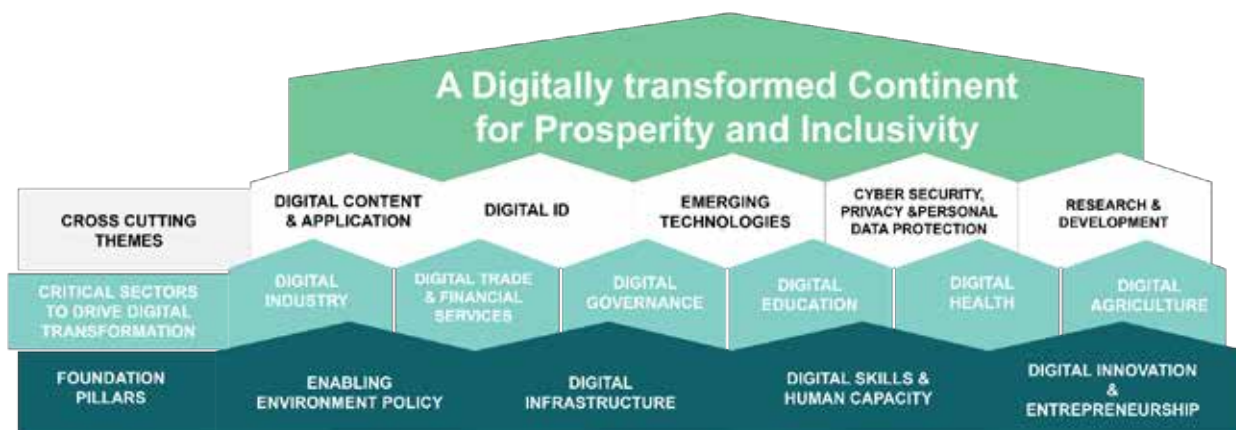 A Digitally transformed Continent
for Prosperity and Inclusivity
CROSS CUTTING
THEMES
DIGITAL CONTENT
& APPLICATION
DIGITAL ID
EMERGING
TECHNOLOGIES
CYBER SECURITY,
PRIVACY &PERSONAL
DATA PROTECTION
RESEARCH &
DEVELOPMENT
CRITICAL SECTORS
TO DRIVE DIGITAL
TRANSFORMATION
DIGITAL
INDUSTRY
DIGITAL TRADE
& FINANCIAL
SERVICES
DIGITAL
GOVERNANCE
DIGITAL
EDUCATION
DIGITAL
HEALTH
DIGITAL
AGRICULTURE
FOUNDATION
PILLARS
ENABLING
ENVIRONMENT POLICY
DIGITAL
INFRASTRUCTURE
DIGITAL SKILLS &
HUMAN CAPACITY
DIGITAL INNOVATION
&
ENTREPRENEURSHIP